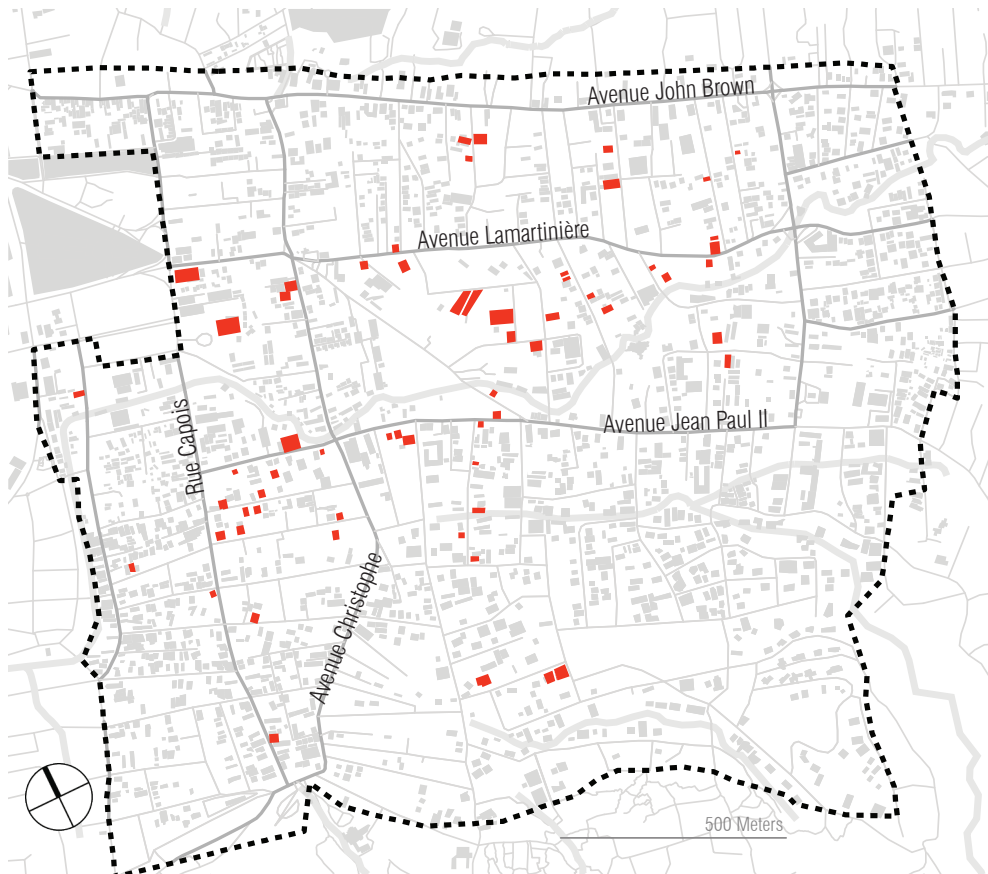 Avenue John Brown
Avenue Lamartinière
Avenue Jean Paul II
Rue Capois
Avenue Christophe
500 Meters